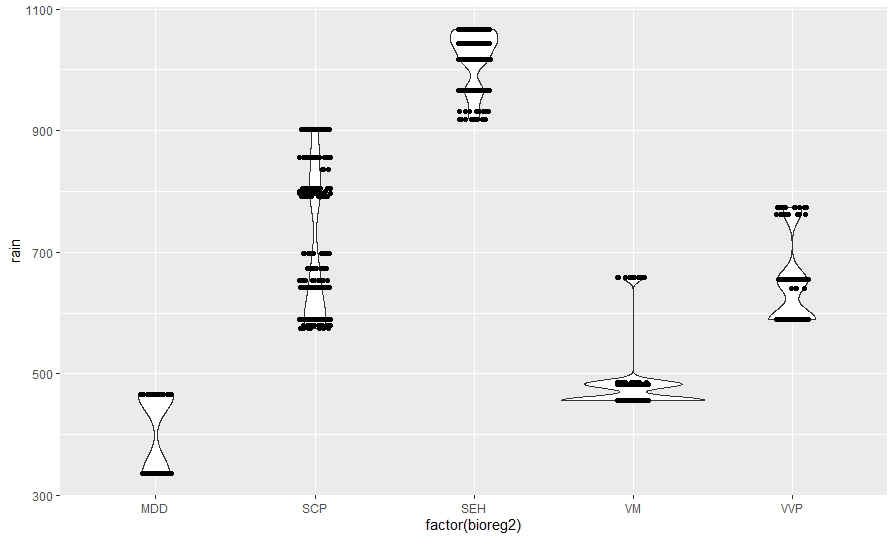 1100
900
700
500
300
rain
MDD SCP SEH VM VVP
factor(bioreg2)